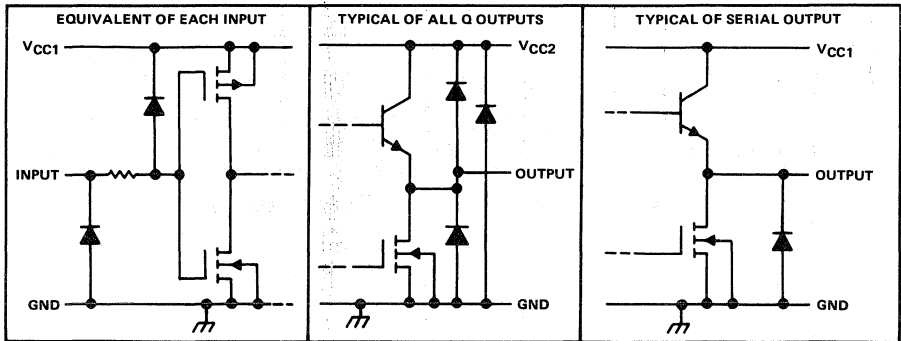 EQUIVALENT OF EACH INPUT
VCC1
INPUT
GND
TYPICAL OF ALL Q OUTPUTS
VCC2
OUTPUT
GND
TYPICAL OF SERIAL OUTPUT
VCC1
OUTPUT
GND